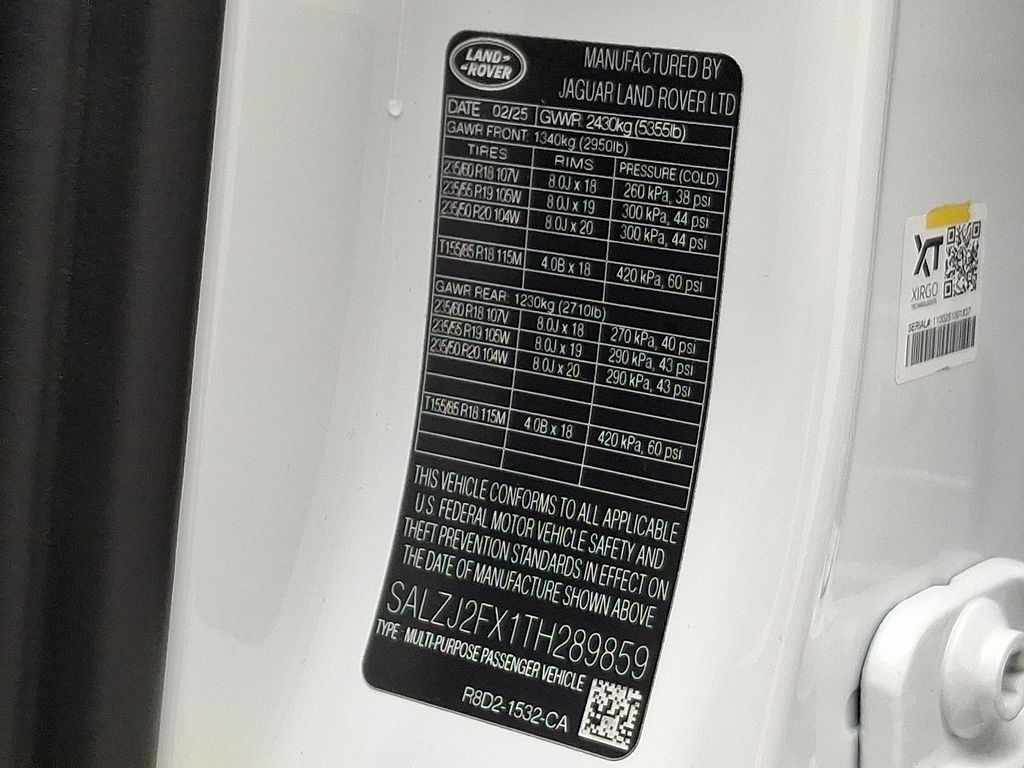 LAND-
-ROVER
MANUFACTURED BY
JAGUAR LAND ROVER LTD
DATE 02/25 GVWR 2430kg (5355lb)
GAWR FRONT: 1340kg (2950lb)
TIRES RIMS PRESSURE (COLD)
235/60 R18 107V 8.0J x 18 260 kPa, 38 psi
235/55 R19 105W 8.0J x 19 300 kPa, 44 psi
235/50 R20 104W 8.0J x 20 300 kPa, 44 psi
T155/85 R18 115M 4.0B x 18 420 kPa, 60 psi
GAWR REAR: 1230kg (2710lb)
235/60 R18 107V 8.0J x 18 270 kPa, 40 psi
235/55 R19 105W 8.0J x 19 290 kPa, 43 psi
235/50 R20 104W 8.0J x 20 290 kPa, 43 psi
T155/85 R18 115M 4.0B x 18 420 kPa, 60 psi
THIS VEHICLE CONFORMS TO ALL APPLICABLE
U.S. FEDERAL MOTOR VEHICLE SAFETY AND
THEFT PREVENTION STANDARDS IN EFFECT ON
THE DATE OF MANUFACTURE SHOWN ABOVE
SALZJ2FX1TH289859
TYPE MULTI-PURPOSE PASSENGER VEHICLE
R8D2-1532-CA
XT
XIRGO
TECHNOLOGIES
SERIAL#: